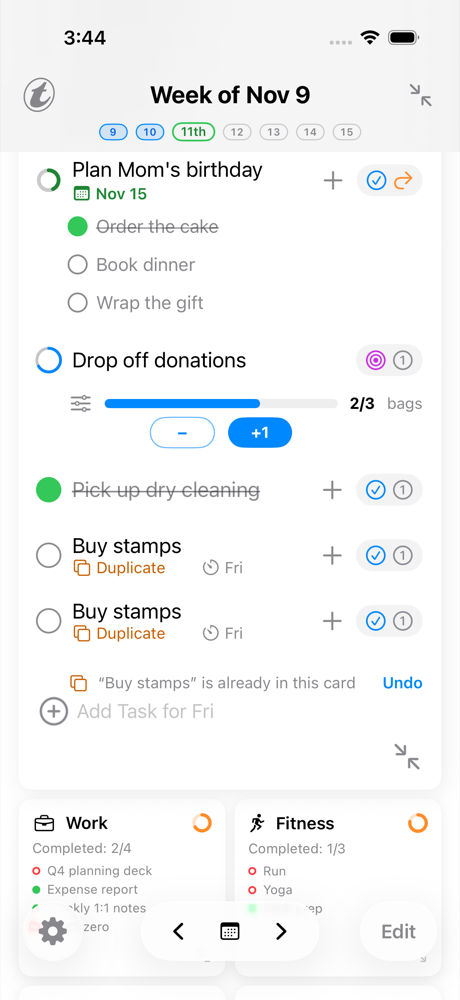 3:44
t
Week of Nov 9
9 10 11th 12 13 14 15
Plan Mom's birthday
Nov 15
Order the cake
Book dinner
Wrap the gift
Drop off donations
1
2/3 bags
– +1
Pick up dry cleaning
1
Buy stamps
Duplicate Fri
1
Buy stamps
Duplicate Fri
1
“Buy stamps” is already in this card Undo
Add Task for Fri
Work
Completed: 2/4
Q4 planning deck
Expense report
1:1 notes
zero
Fitness
Completed: 1/3
Run
Yoga
Edit